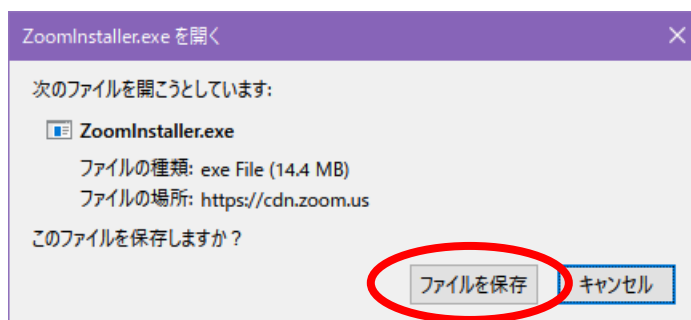 ZoomInstaller.exe を開く
次のファイルを開こうとしています:
ZoomInstaller.exe
ファイルの種類: exe File (14.4 MB)
ファイルの場所: https://cdn.zoom.us
このファイルを保存しますか？
ファイルを保存 キャンセル